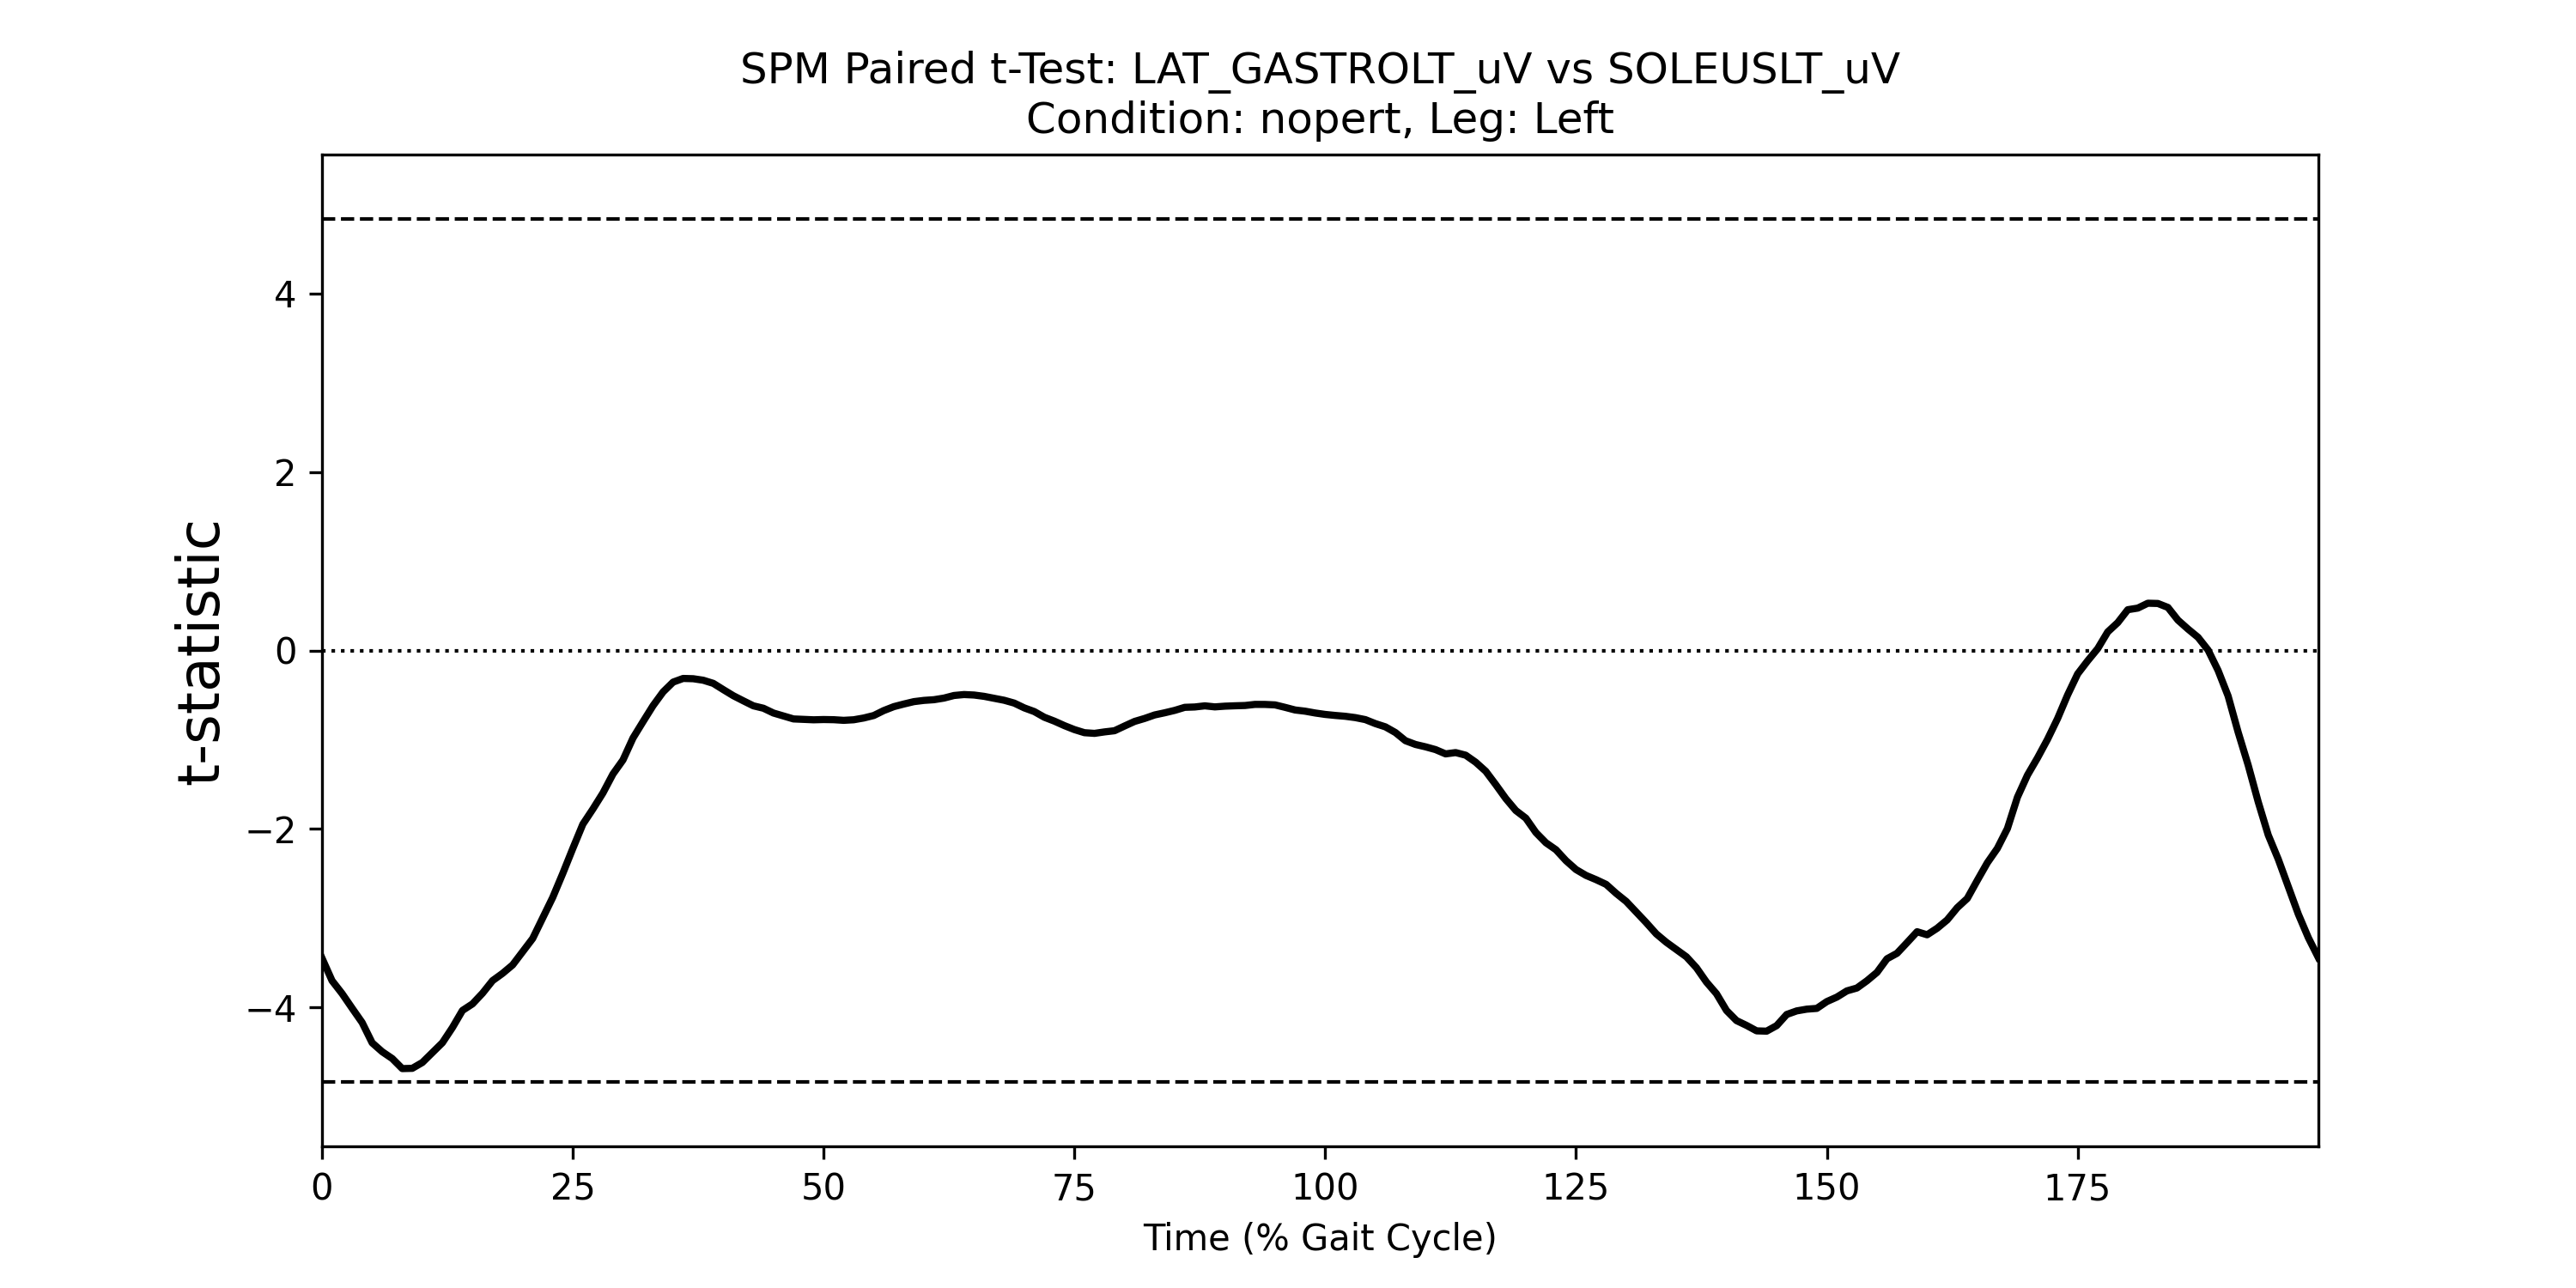 SPM Paired t-Test: LAT_GASTROLT_uV vs SOLEUSLT_uV
Condition: nopert, Leg: Left
t-statistic
4
2
0
−2
−4
0 25 50 75 100 125 150 175
Time (% Gait Cycle)